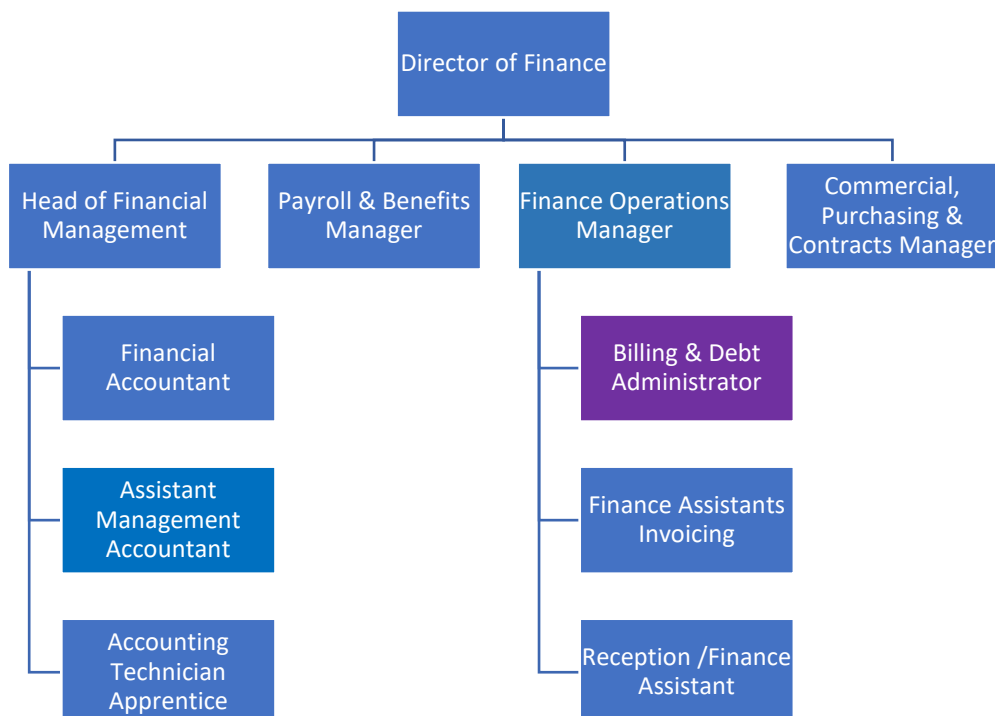 Director of Finance
Head of Financial
Management
Payroll & Benefits
Manager
Finance Operations
Manager
Commercial,
Purchasing &
Contracts Manager
Financial
Accountant
Billing & Debt
Administrator
Assistant
Management
Accountant
Finance Assistants
Invoicing
Accounting
Technician
Apprentice
Reception /Finance
Assistant